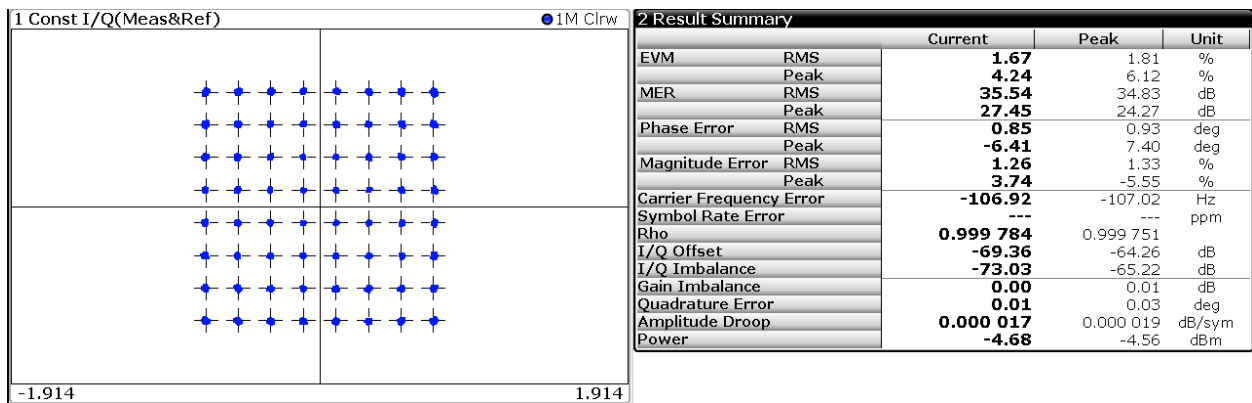 1 Const I/Q(Meas&Ref) 1M Clrw
-1.914 1.914
2 Result Summary
Current Peak Unit
EVM RMS 1.67 1.81 %
Peak 4.24 6.12 %
MER RMS 35.54 34.83 dB
Peak 27.45 24.27 dB
Phase Error RMS 0.85 0.93 deg
Peak -6.41 7.40 deg
Magnitude Error RMS 1.26 1.33 %
Peak 3.74 -5.55 %
Carrier Frequency Error -106.92 -107.02 Hz
Symbol Rate Error --- --- ppm
Rho 0.999 784 0.999 751
I/Q Offset -69.36 -64.26 dB
I/Q Imbalance -73.03 -65.22 dB
Gain Imbalance 0.00 0.01 dB
Quadrature Error 0.01 0.03 deg
Amplitude Droop 0.000 017 0.000 019 dB/sym
Power -4.68 -4.56 dBm